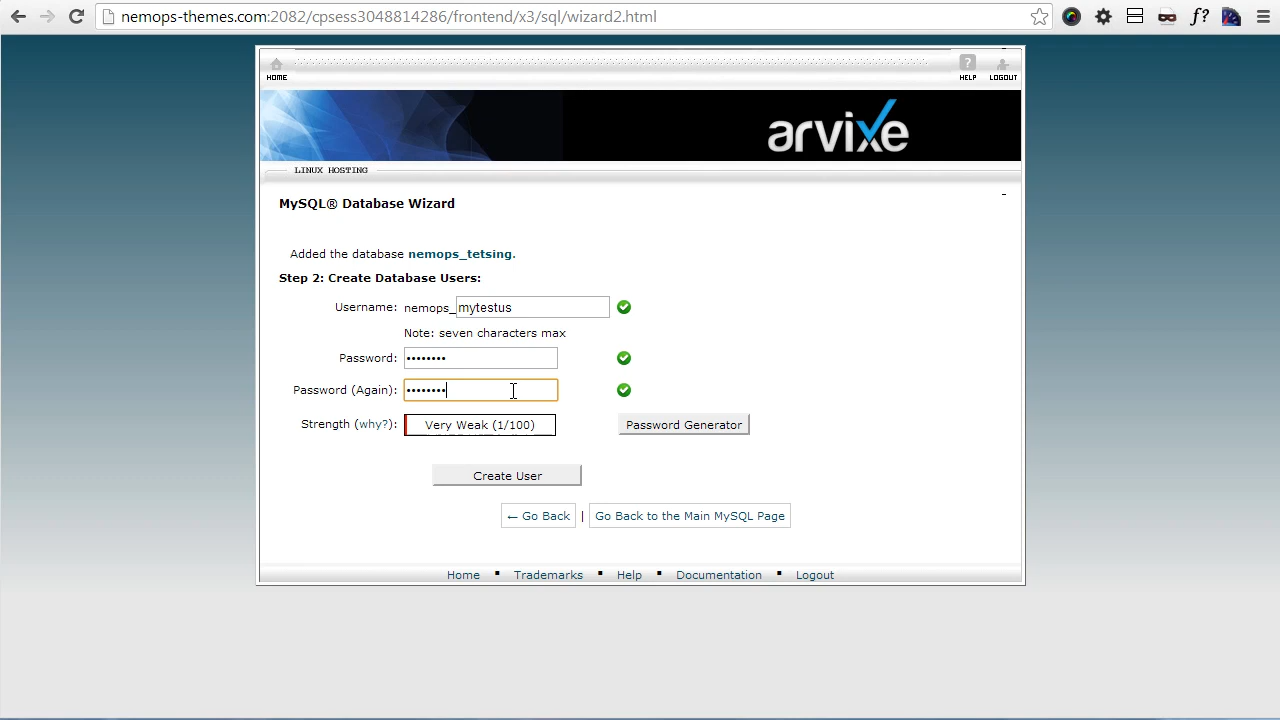 nemops-themes.com:2082/cpsess3048814286/frontend/x3/sql/wizard2.html
f?
HOME
? HELP
LOGOUT
arvixe
LINUX HOSTING
MySQL® Database Wizard
Added the database nemops_tetsing.
Step 2: Create Database Users:
Username: nemops_ mytestus
Note: seven characters max
Password: ••••••••
Password (Again): ••••••••
Strength (why?): Very Weak (1/100) Password Generator
Create User
← Go Back | Go Back to the Main MySQL Page
Home ▪ Trademarks ▪ Help ▪ Documentation ▪ Logout